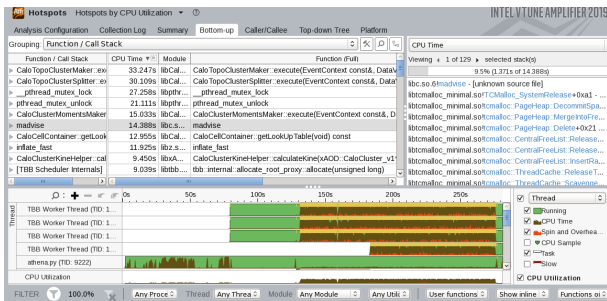 Hotspots Hotspots by CPU Utilization
INTEL VTUNE AMPLIFIER 2019
Analysis Configuration Collection Log Summary Bottom-up Caller/Callee Top-down Tree Platform
Grouping: Function / Call Stack
CPU Time
Viewing 1 of 129 selected stack(s)
9.5% (1.371s of 14.388s)
Function / Call Stack CPU Time Module Function (Full)
CaloTopoClusterMaker::exe 33.247s libCal... CaloTopoClusterMaker::execute(EventContext const&, DataV
CaloTopoClusterSplitter::ex 30.109s libCal... CaloTopoClusterSplitter::execute(EventContext const&, Data
__pthread_mutex_lock 27.258s libpthr... __pthread_mutex_lock
pthread_mutex_unlock 21.111s libpthr... pthread_mutex_unlock
CaloClusterMomentsMaker 15.033s libCal... CaloClusterMomentsMaker::execute(EventContext const&, D
madvise 14.388s libc.s... madvise
CaloCellContainer::getLook 12.955s libCal... CaloCellContainer::getLookUpTable(void) const
inflate_fast 11.925s libz.s... inflate_fast
CaloClusterKineHelper::cal 9.450s libxA... CaloClusterKineHelper::calculateKine(xAOD::CaloCluster_v1*
[TBB Scheduler Internals] 9.039s libtbb.... tbb::internal::allocate_root_proxy::allocate(unsigned long)
libc.so.6!madvise - [unknown source file]
libtcmalloc_minimal.so!TCMalloc_SystemRelease+0xa1 - ...
libtcmalloc_minimal.so!tcmalloc::PageHeap::DecommitSpa...
libtcmalloc_minimal.so!tcmalloc::PageHeap::MergeIntoFre...
libtcmalloc_minimal.so!tcmalloc::PageHeap::Delete+0x21 ...
libtcmalloc_minimal.so!tcmalloc::CentralFreeList::Release...
libtcmalloc_minimal.so!tcmalloc::CentralFreeList::Release...
libtcmalloc_minimal.so!tcmalloc::CentralFreeList::InsertRa...
libtcmalloc_minimal.so!tcmalloc::ThreadCache::ReleaseT...
libtcmalloc_minimal.so!tcmalloc::ThreadCache::Scavenge...
0s 50s 100s 150s 200s 250s
Thread
TBB Worker Thread (TID: 1...
TBB Worker Thread (TID: 1...
TBB Worker Thread (TID: 1...
TBB Worker Thread (TID: 1...
athena.py (TID: 9222)
CPU Utilization
Thread
Running
CPU Time
Spin and Overhea...
CPU Sample
Task
Slow
CPU Utilization
FILTER 100.0% Any Proce Thread Any Threa Module Any Module Any Utiliz User functions Show inline Functions o